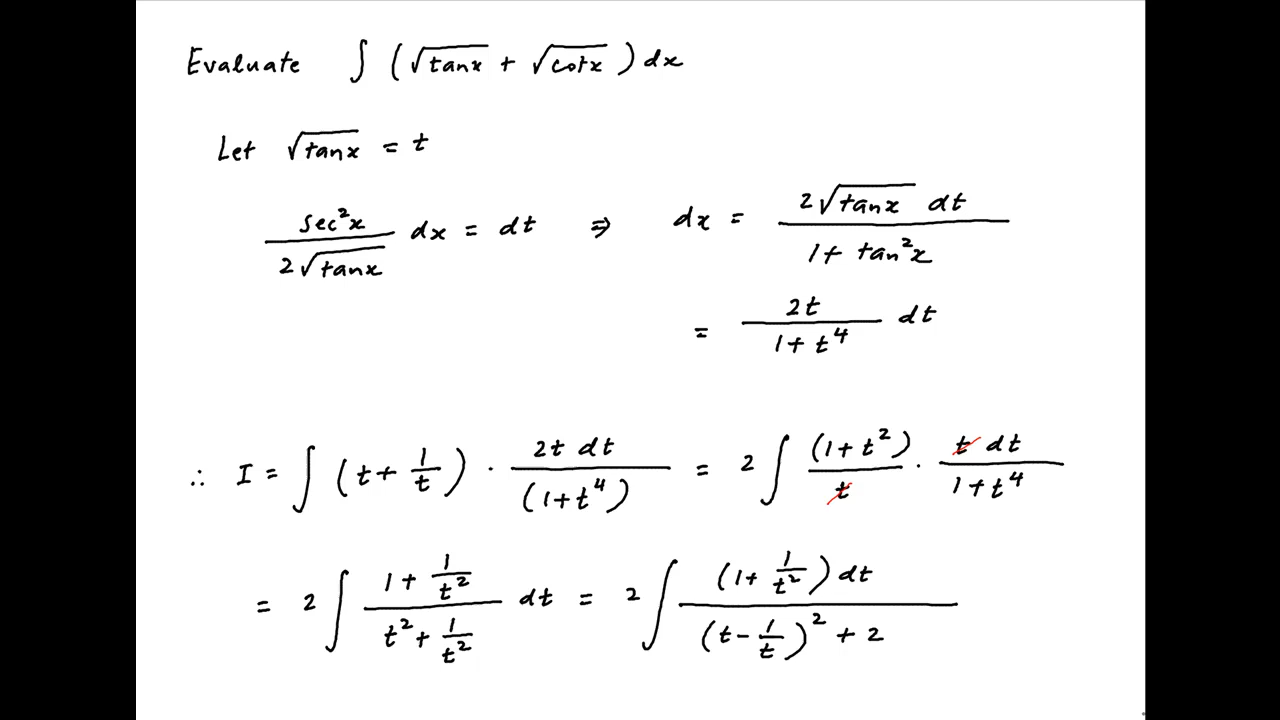 Evaluate ∫ (√tanx + √cotx) dx
Let √tanx = t
sec²x / 2√tanx dx = dt ⇒ dx = 2√tanx dt / 1 + tan²x
= 2t / 1 + t⁴ dt
∴ I = ∫ (t + 1/t) · 2t dt / (1 + t⁴) = 2 ∫ (1 + t²) / t · t dt / 1 + t⁴
= 2 ∫ 1 + 1/t² / t² + 1/t² dt = 2 ∫ (1 + 1/t²) dt / (t - 1/t)² + 2